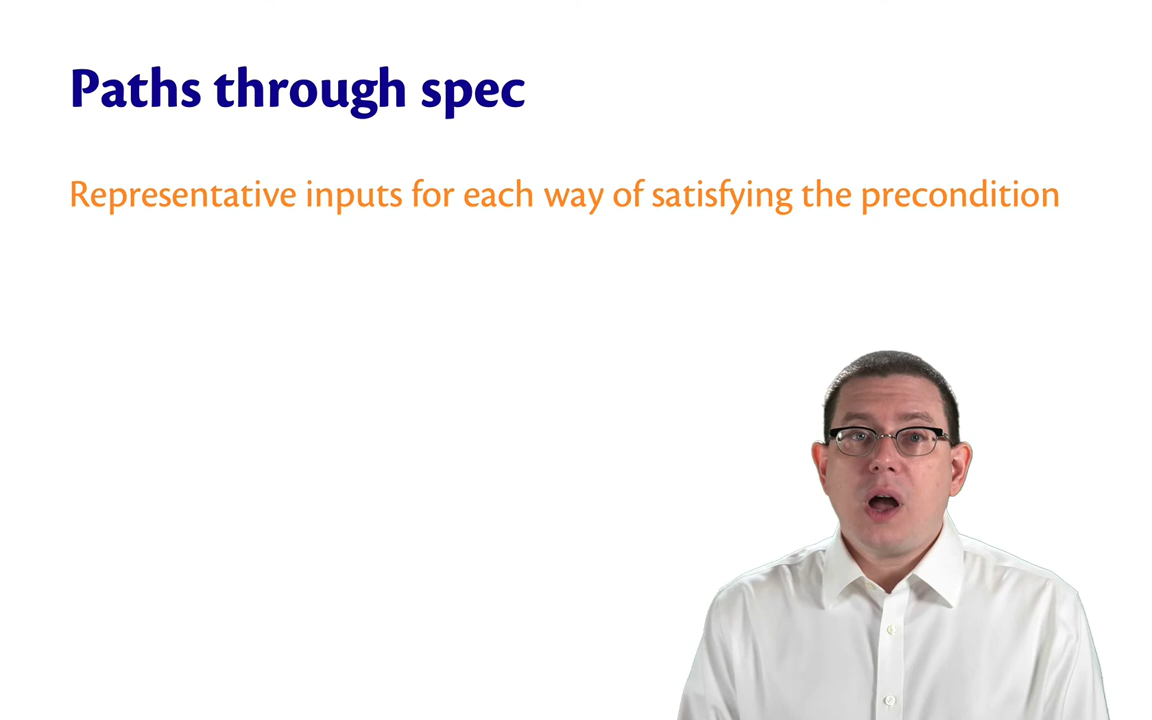 Paths through spec
Representative inputs for each way of satisfying the precondition